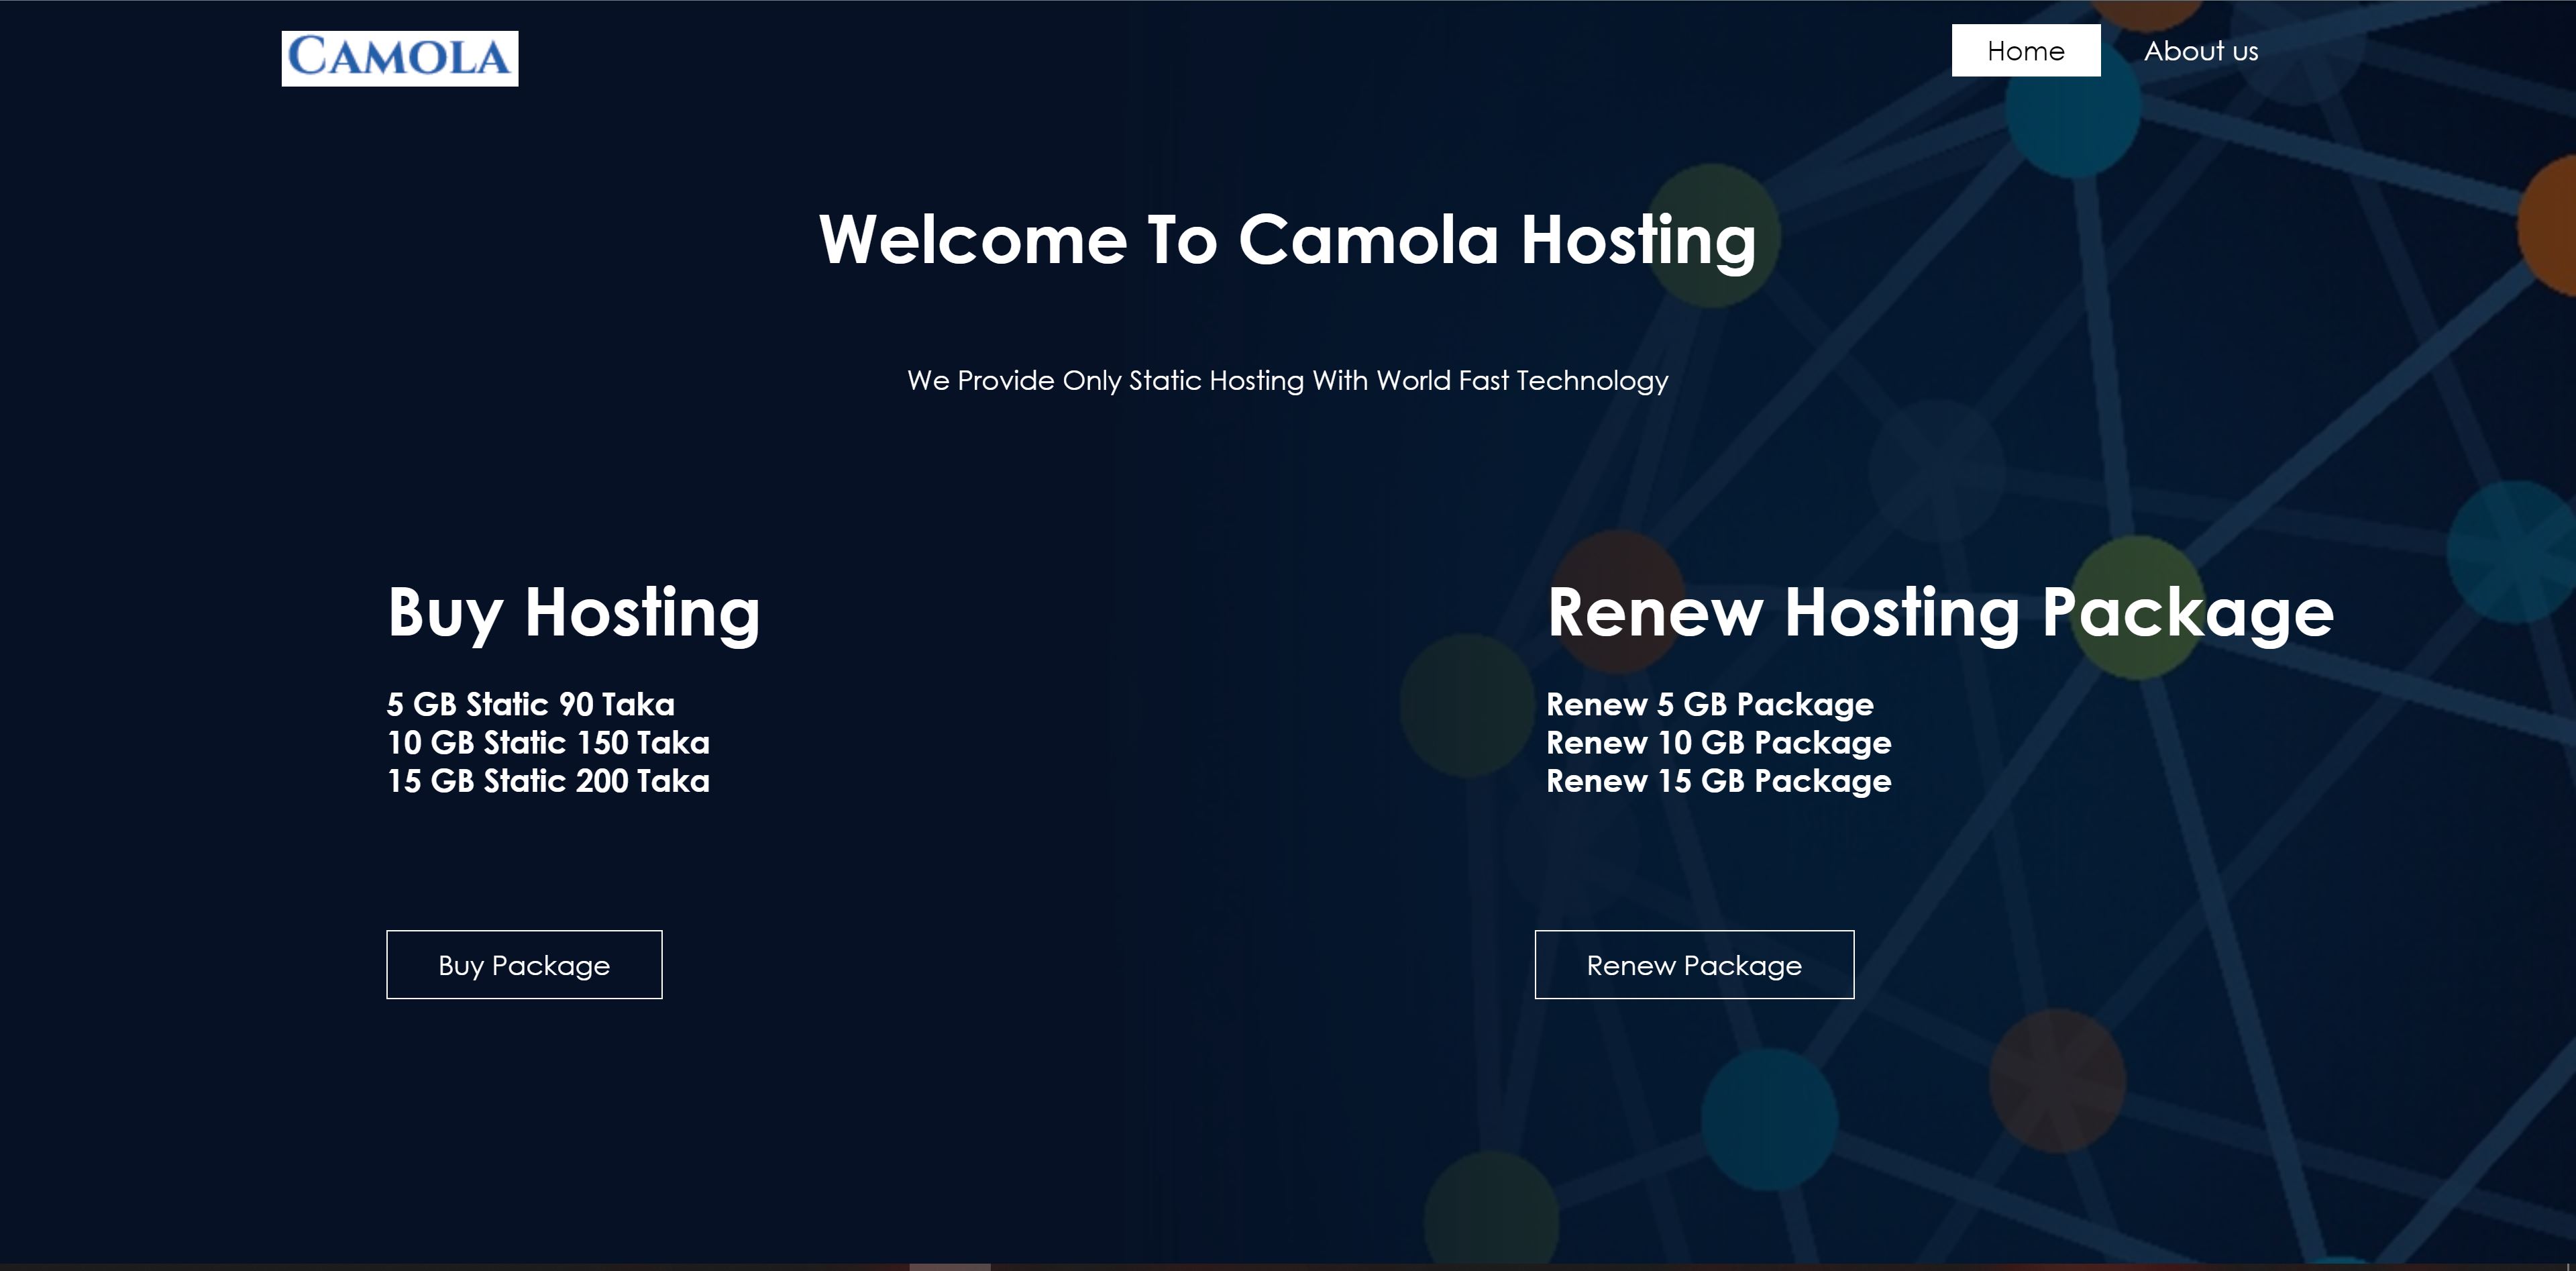 CAMOLA
Home
About us
Welcome To Camola Hosting
We Provide Only Static Hosting With World Fast Technology
Buy Hosting
5 GB Static 90 Taka
10 GB Static 150 Taka
15 GB Static 200 Taka
Buy Package
Renew Hosting Package
Renew 5 GB Package
Renew 10 GB Package
Renew 15 GB Package
Renew Package